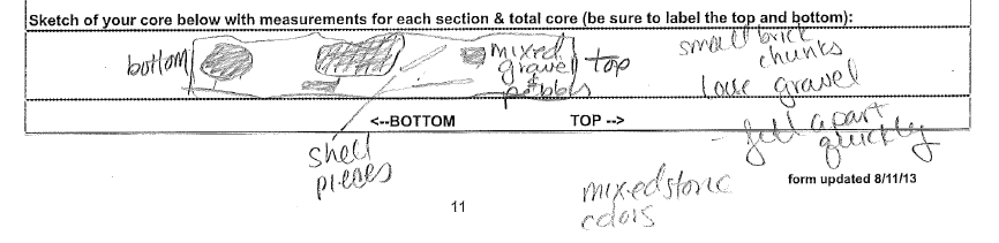 Sketch of your core below with measurements for each section & total core (be sure to label the top and bottom):
bottom
mixed
gravel
&
pebbles
top
small brick
chunks
loose gravel
- fell apart
quickly
<--BOTTOM
TOP -->
shell
pieces
mixed stone
colors
form updated 8/11/13
11